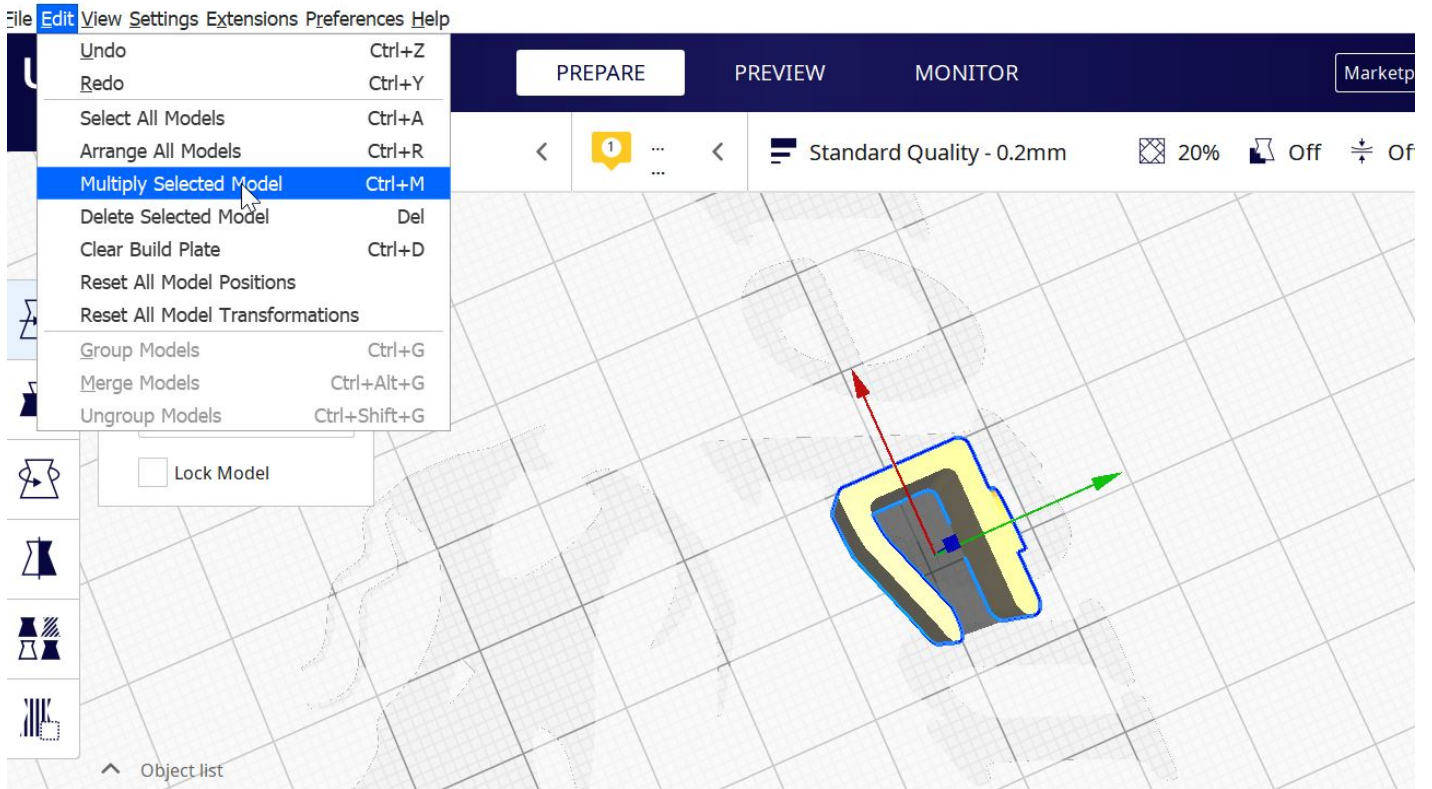 File Edit View Settings Extensions Preferences Help
Undo Ctrl+Z
Redo Ctrl+Y
Select All Models Ctrl+A
Arrange All Models Ctrl+R
Multiply Selected Model Ctrl+M
Delete Selected Model Del
Clear Build Plate Ctrl+D
Reset All Model Positions
Reset All Model Transformations
Group Models Ctrl+G
Merge Models Ctrl+Alt+G
Ungroup Models Ctrl+Shift+G
PREPARE PREVIEW MONITOR Marketp
1 ... ... Standard Quality - 0.2mm 20% Off Of
Lock Model
Object list